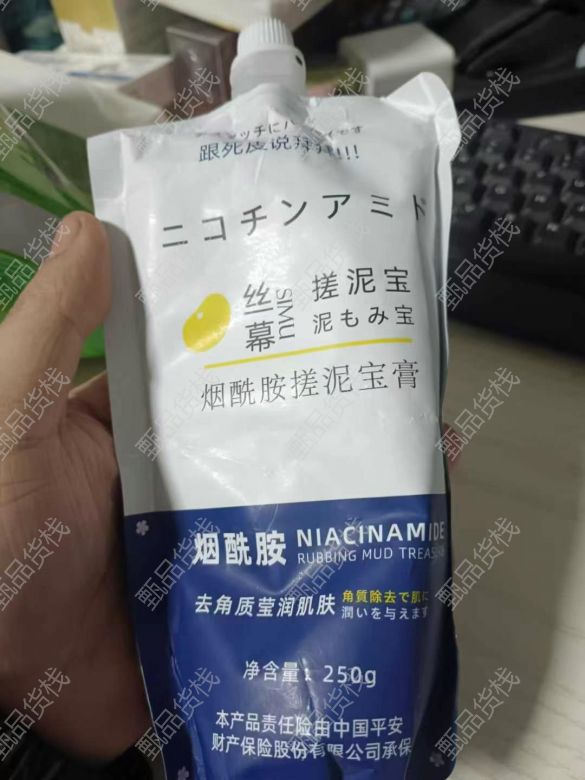 跟死皮说拜拜!!!
ニコチンアミド
丝幕
SIMU
搓泥宝
泥もみ宝
烟酰胺搓泥宝膏
烟酰胺
NIACINAMIDE
RUBBING MUD
去角质莹润肌肤
角質除去で肌に
潤いを与えます
净含量：250g
本产品责任险由中国平安
财产保险股份有限公司承保
甄品货栈